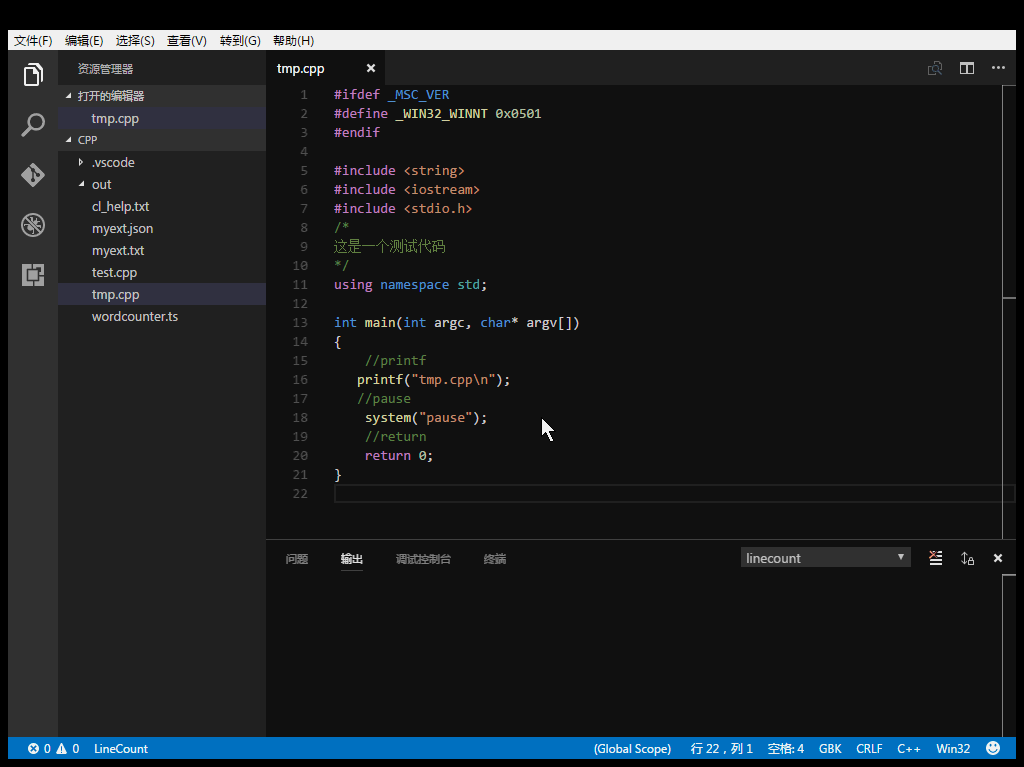 文件(F) 编辑(E) 选择(S) 查看(V) 转到(G) 帮助(H)
资源管理器
打开的编辑器
tmp.cpp
CPP
.vscode
out
cl_help.txt
myext.json
myext.txt
test.cpp
tmp.cpp
wordcounter.ts
tmp.cpp
1 #ifdef _MSC_VER
2 #define _WIN32_WINNT 0x0501
3 #endif
4
5 #include <string>
6 #include <iostream>
7 #include <stdio.h>
8 /*
9 这是一个测试代码
10 */
11 using namespace std;
12
13 int main(int argc, char* argv[])
14 {
15 //printf
16 printf("tmp.cpp\n");
17 //pause
18 system("pause");
19 //return
20 return 0;
21 }
22
问题 输出 调试控制台 终端 linecount
0 0 LineCount (Global Scope) 行 22，列 1 空格: 4 GBK CRLF C++ Win32